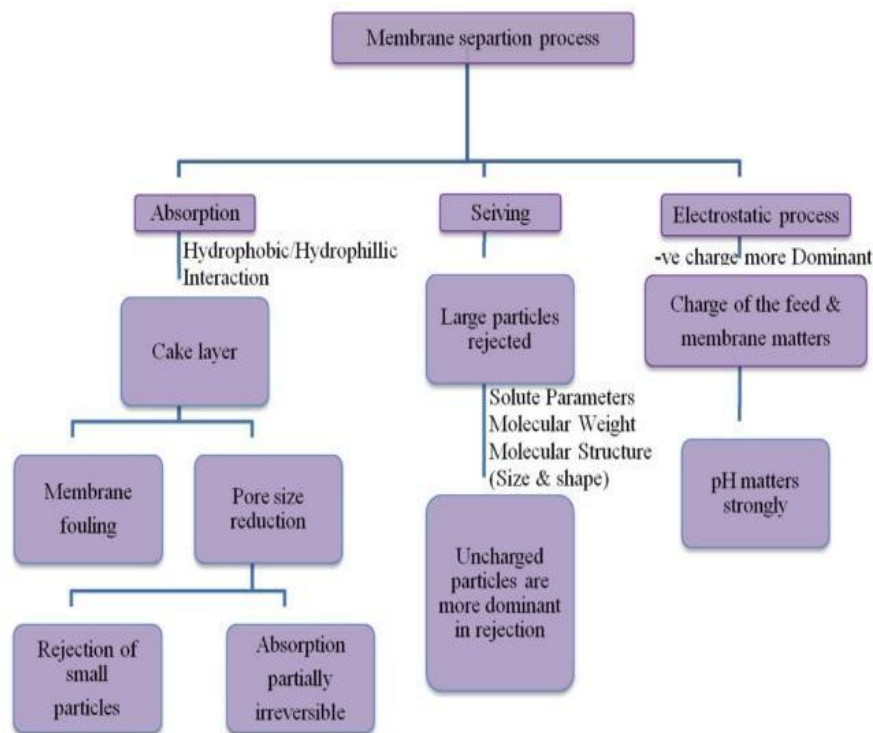 Membrane separtion process
Absorption
Seiving
Electrostatic process
Hydrophobic/Hydrophillic
Interaction
-ve charge more Dominant
Cake layer
Large particles
rejected
Charge of the feed &
membrane matters
Solute Parameters
Molecular Weight
Molecular Structure
(Size & shape)
Membrane
fouling
Pore size
reduction
pH matters
strongly
Uncharged
particles are
more dominant
in rejection
Rejection of
small
particles
Absorption
partially
irreversible